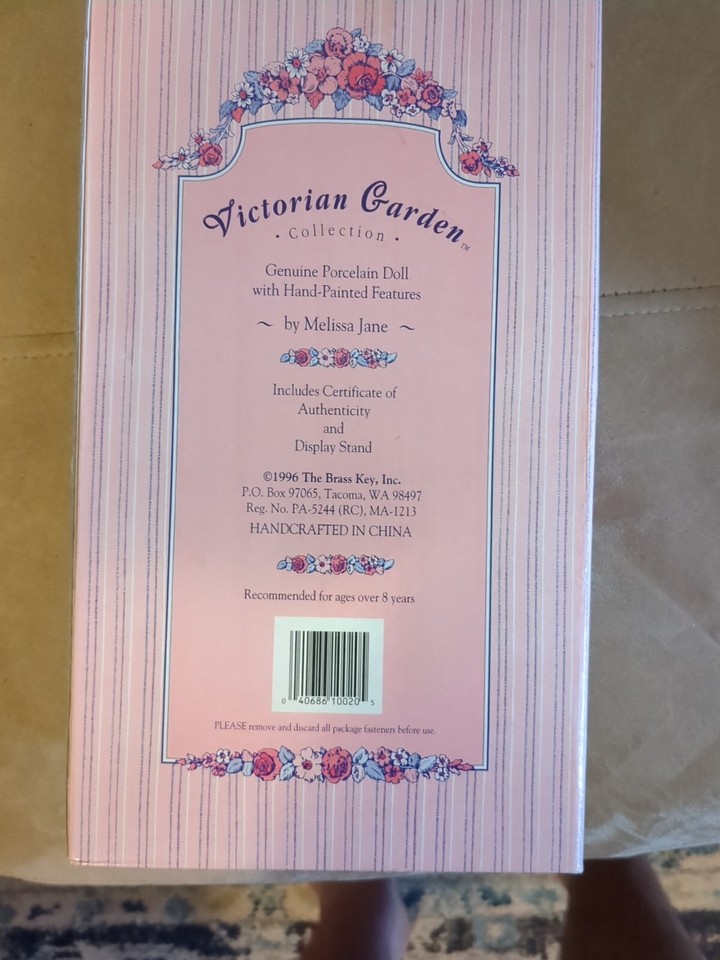 Victorian Garden
· Collection · TM
Genuine Porcelain Doll
with Hand-Painted Features
~ by Melissa Jane ~
Includes Certificate of
Authenticity
and
Display Stand
©1996 The Brass Key, Inc.
P.O. Box 97065, Tacoma, WA 98497
Reg. No. PA-5244 (RC), MA-1213
HANDCRAFTED IN CHINA
Recommended for ages over 8 years
0 40686 10020 5
PLEASE remove and discard all package fasteners before use.